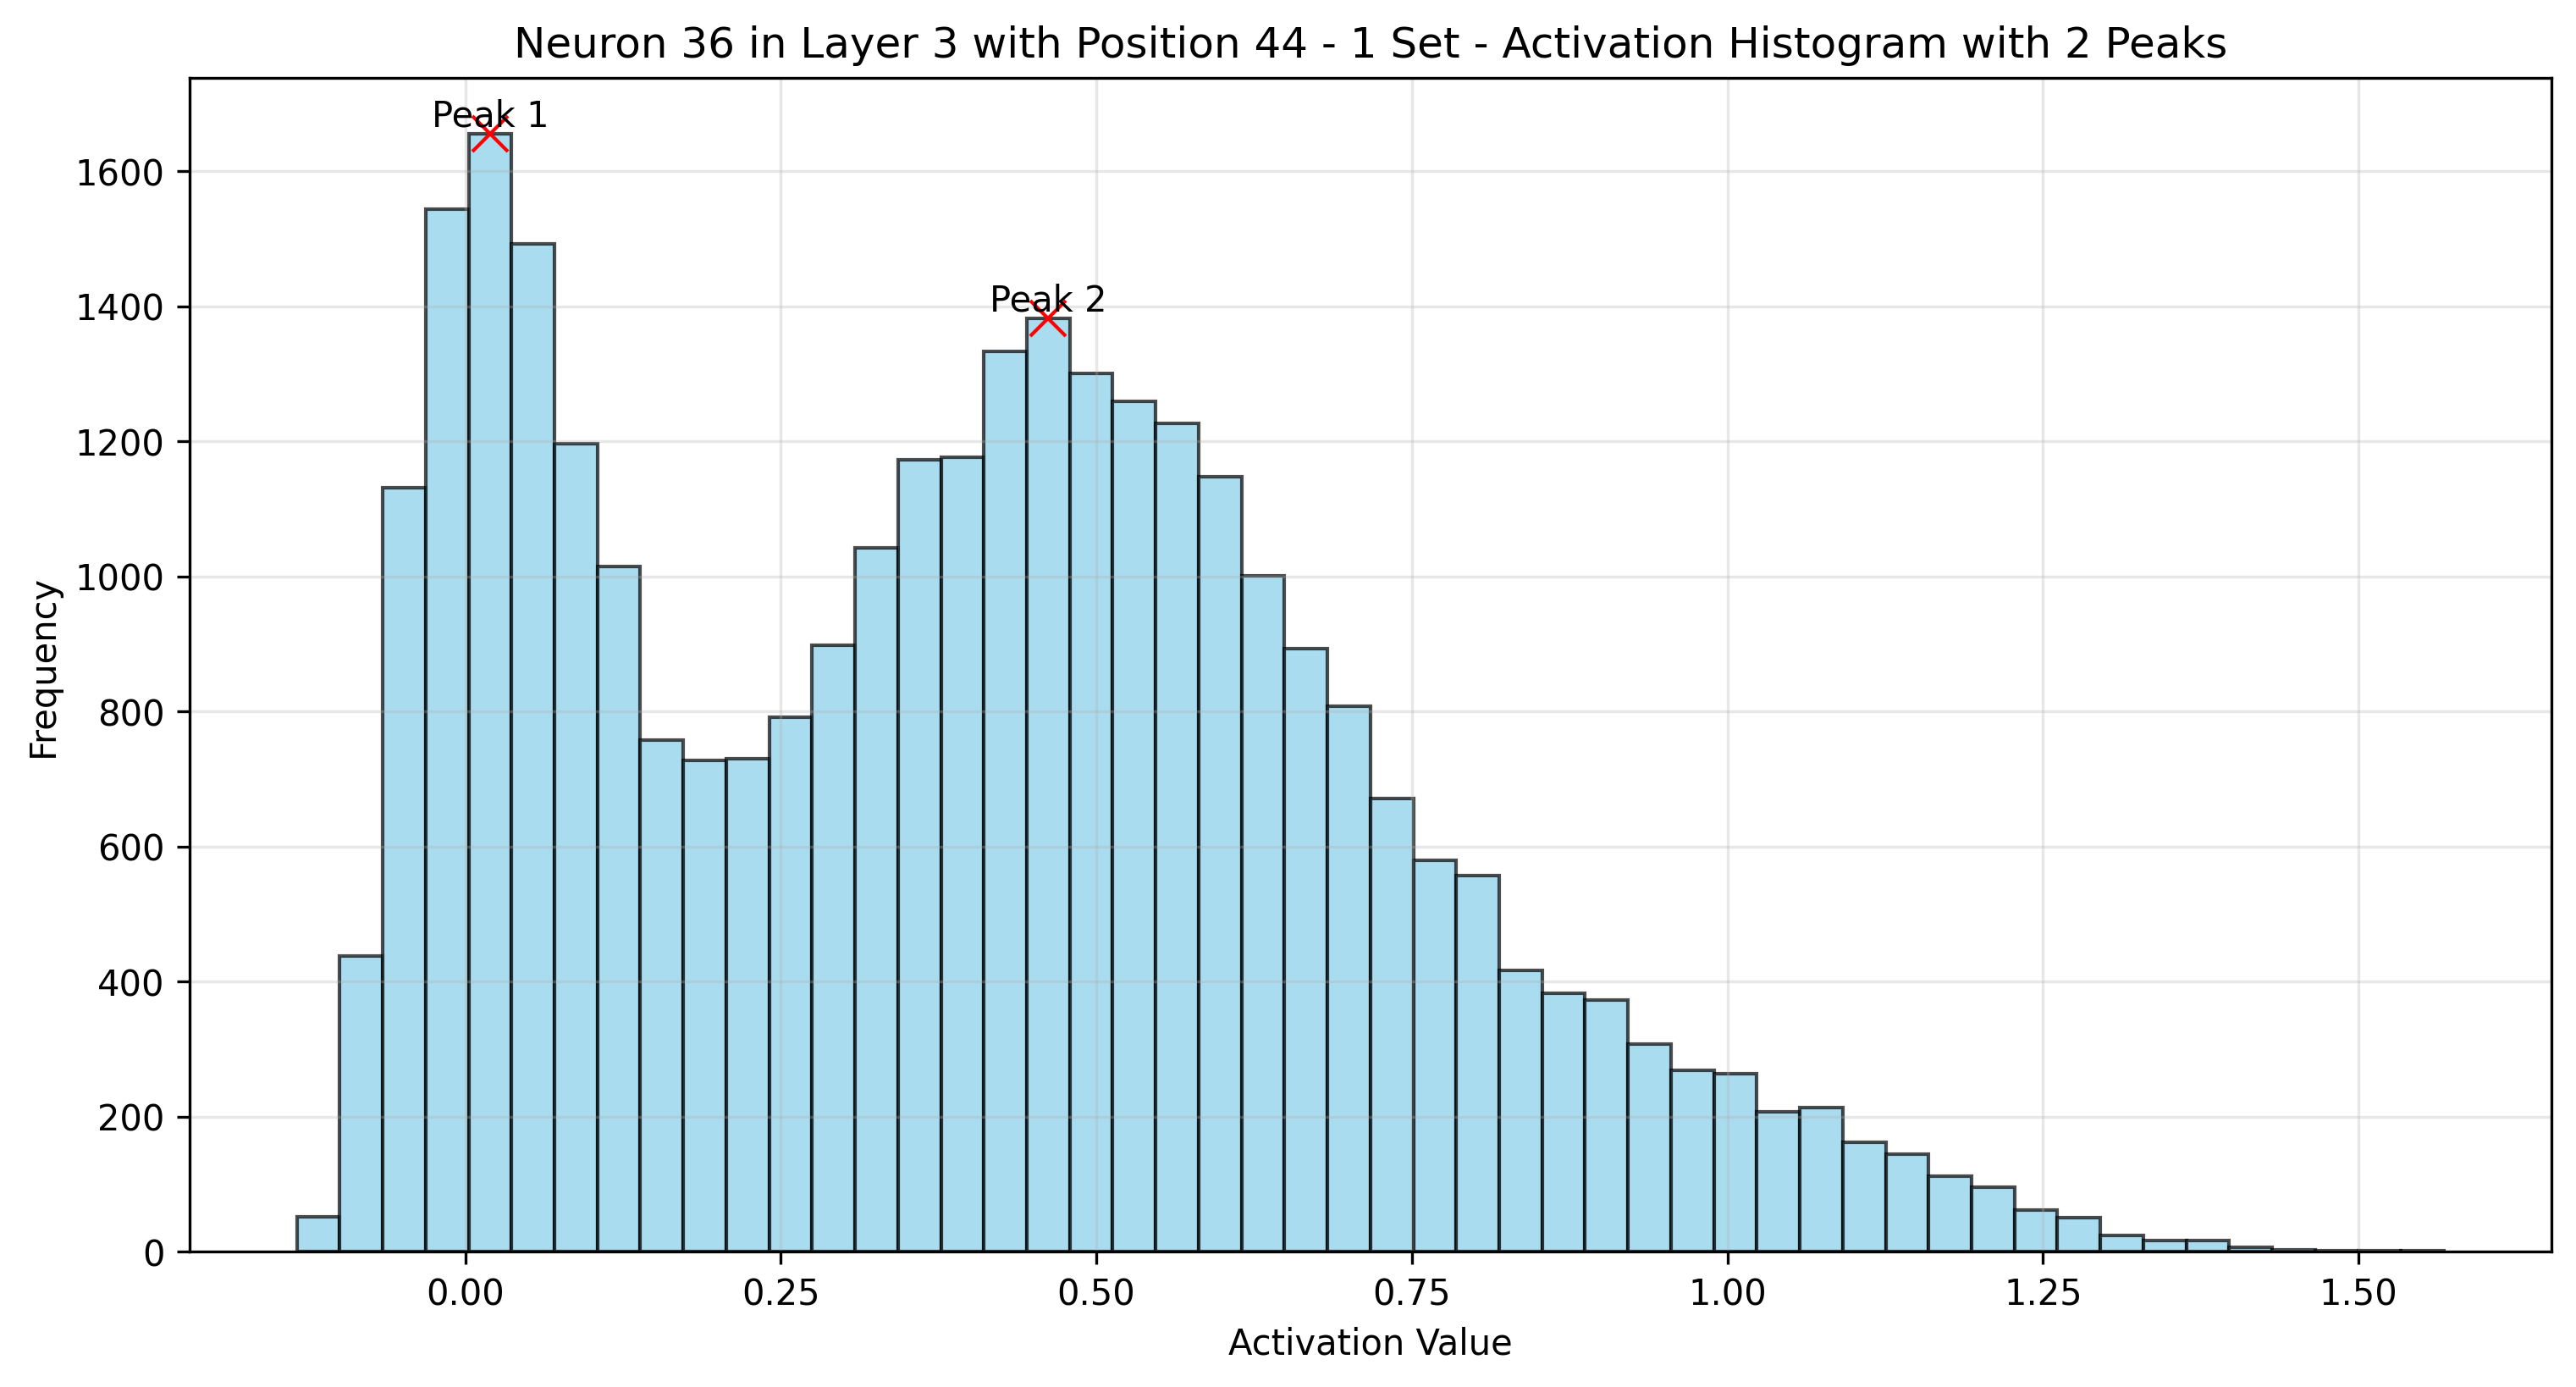 Neuron 36 in Layer 3 with Position 44 - 1 Set - Activation Histogram with 2 Peaks
Peak 1
Peak 2
Frequency
1600
1400
1200
1000
800
600
400
200
0
0.00 0.25 0.50 0.75 1.00 1.25 1.50
Activation Value